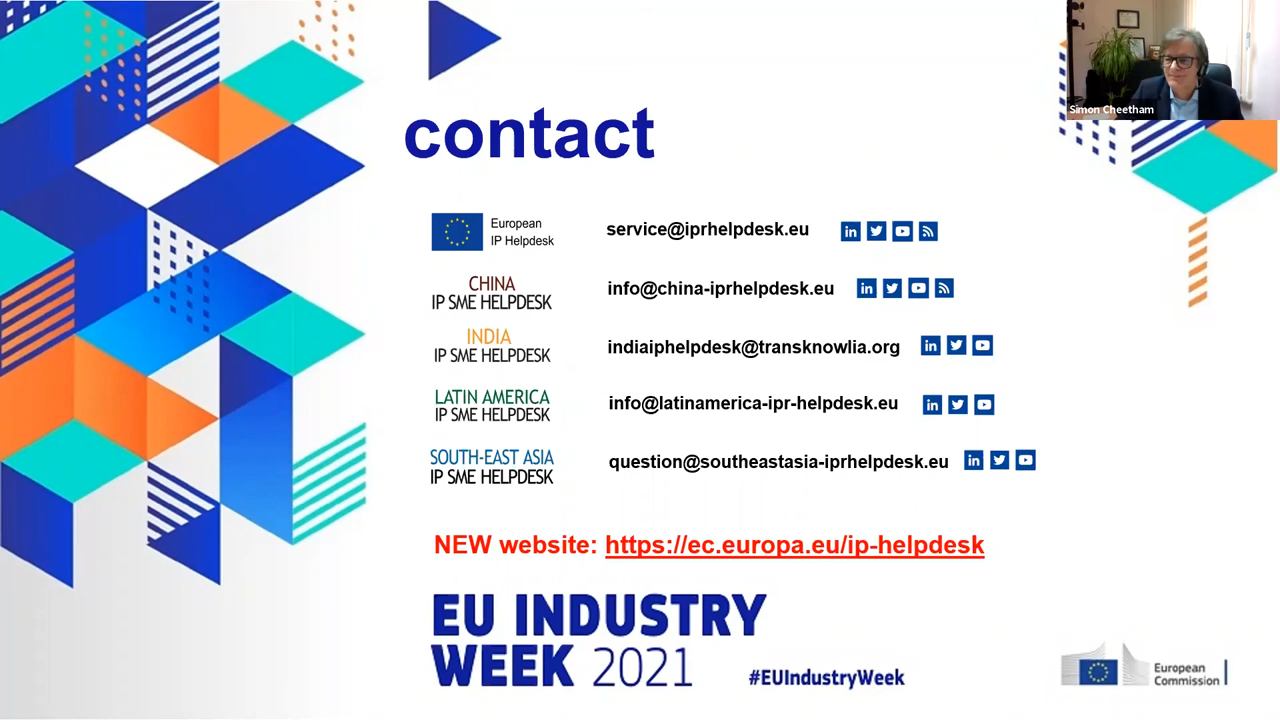 Simon Cheetham
contact
European
IP Helpdesk
service@iprhelpdesk.eu
CHINA
IP SME HELPDESK
info@china-iprhelpdesk.eu
INDIA
IP SME HELPDESK
indiaiphelpdesk@transknowlia.org
LATIN AMERICA
IP SME HELPDESK
info@latinamerica-ipr-helpdesk.eu
SOUTH-EAST ASIA
IP SME HELPDESK
question@southeastasia-iprhelpdesk.eu
NEW website: https://ec.europa.eu/ip-helpdesk
EU INDUSTRY
WEEK 2021
#EUIndustryWeek
European
Commission